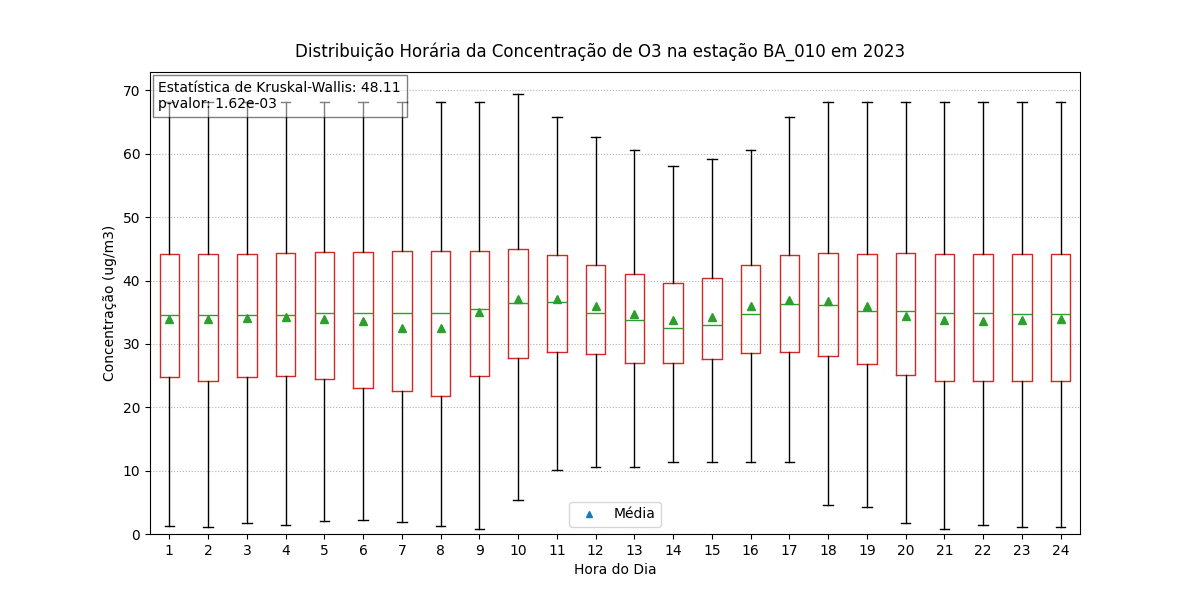 Distribuição Horária da Concentração de O3 na estação BA_010 em 2023
Estatística de Kruskal-Wallis: 48.11
p-valor: 1.62e-03
Concentração (ug/m3)
70
60
50
40
30
20
10
0
Média
1 2 3 4 5 6 7 8 9 10 11 12 13 14 15 16 17 18 19 20 21 22 23 24
Hora do Dia